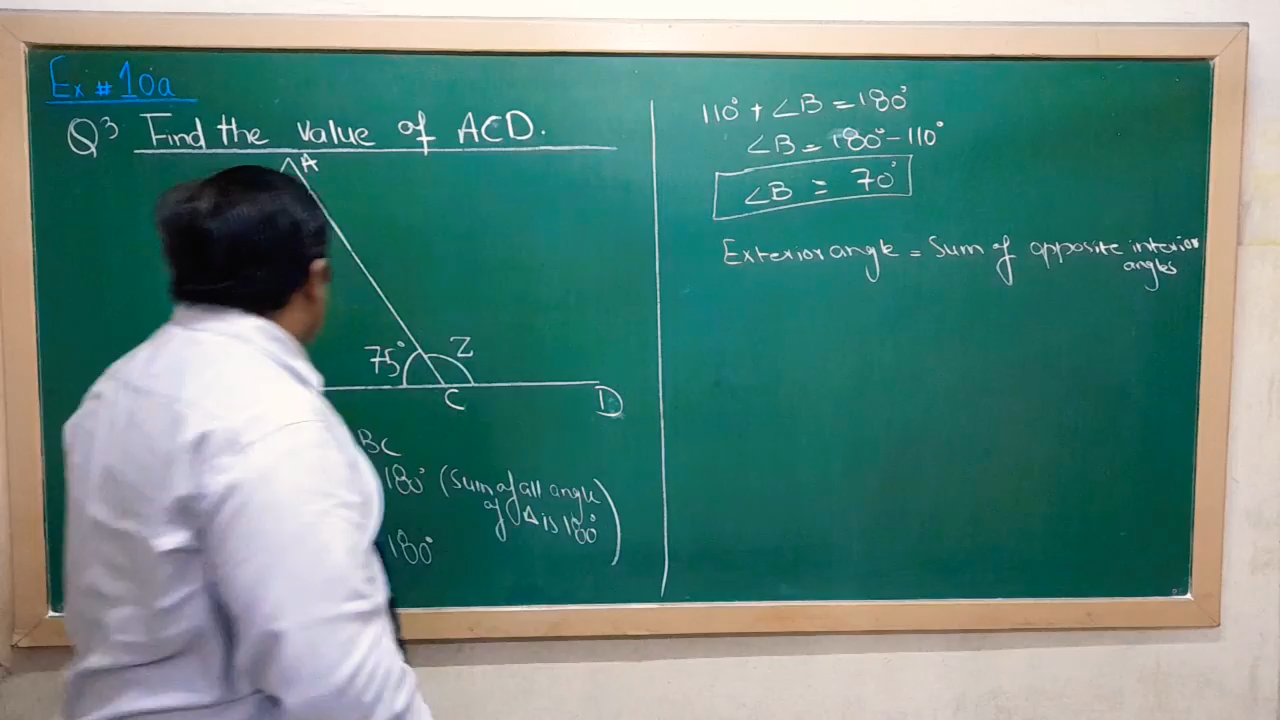 Ex # 10a
Q3 Find the value of ACD.
A
75° Z
C D
BC
180° (Sum of all angle
of Δ is 180°)
180°
110° + ∠B = 180°
∠B = 180° - 110°
∠B = 70°
Exterior angle = Sum of opposite interior
angles